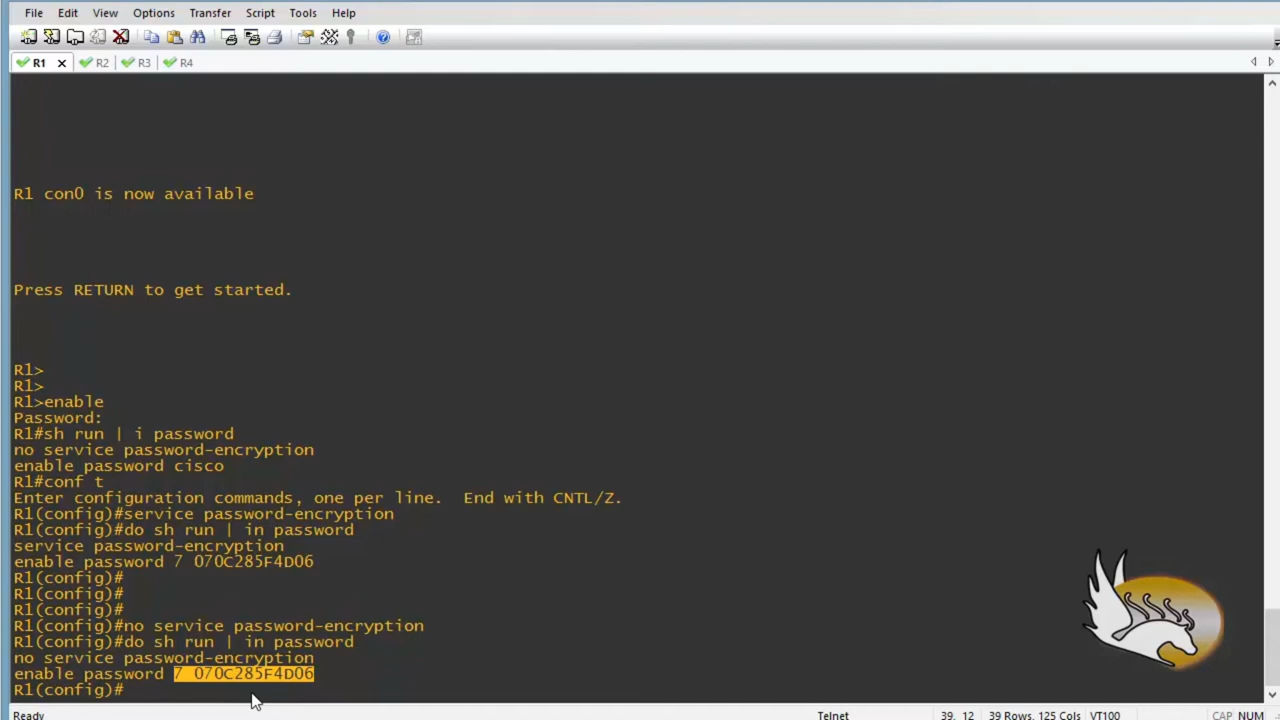 File Edit View Options Transfer Script Tools Help
R1 R2 R3 R4
R1 con0 is now available
Press RETURN to get started.
R1>
R1>
R1>enable
Password:
R1#sh run | i password
no service password-encryption
enable password cisco
R1#conf t
Enter configuration commands, one per line.  End with CNTL/Z.
R1(config)#service password-encryption
R1(config)#do sh run | in password
service password-encryption
enable password 7 070C285F4D06
R1(config)#
R1(config)#
R1(config)#
R1(config)#no service password-encryption
R1(config)#do sh run | in password
no service password-encryption
enable password 7 070C285F4D06
R1(config)#
Ready Telnet 39, 12 39 Rows, 125 Cols VT100 CAP NUM